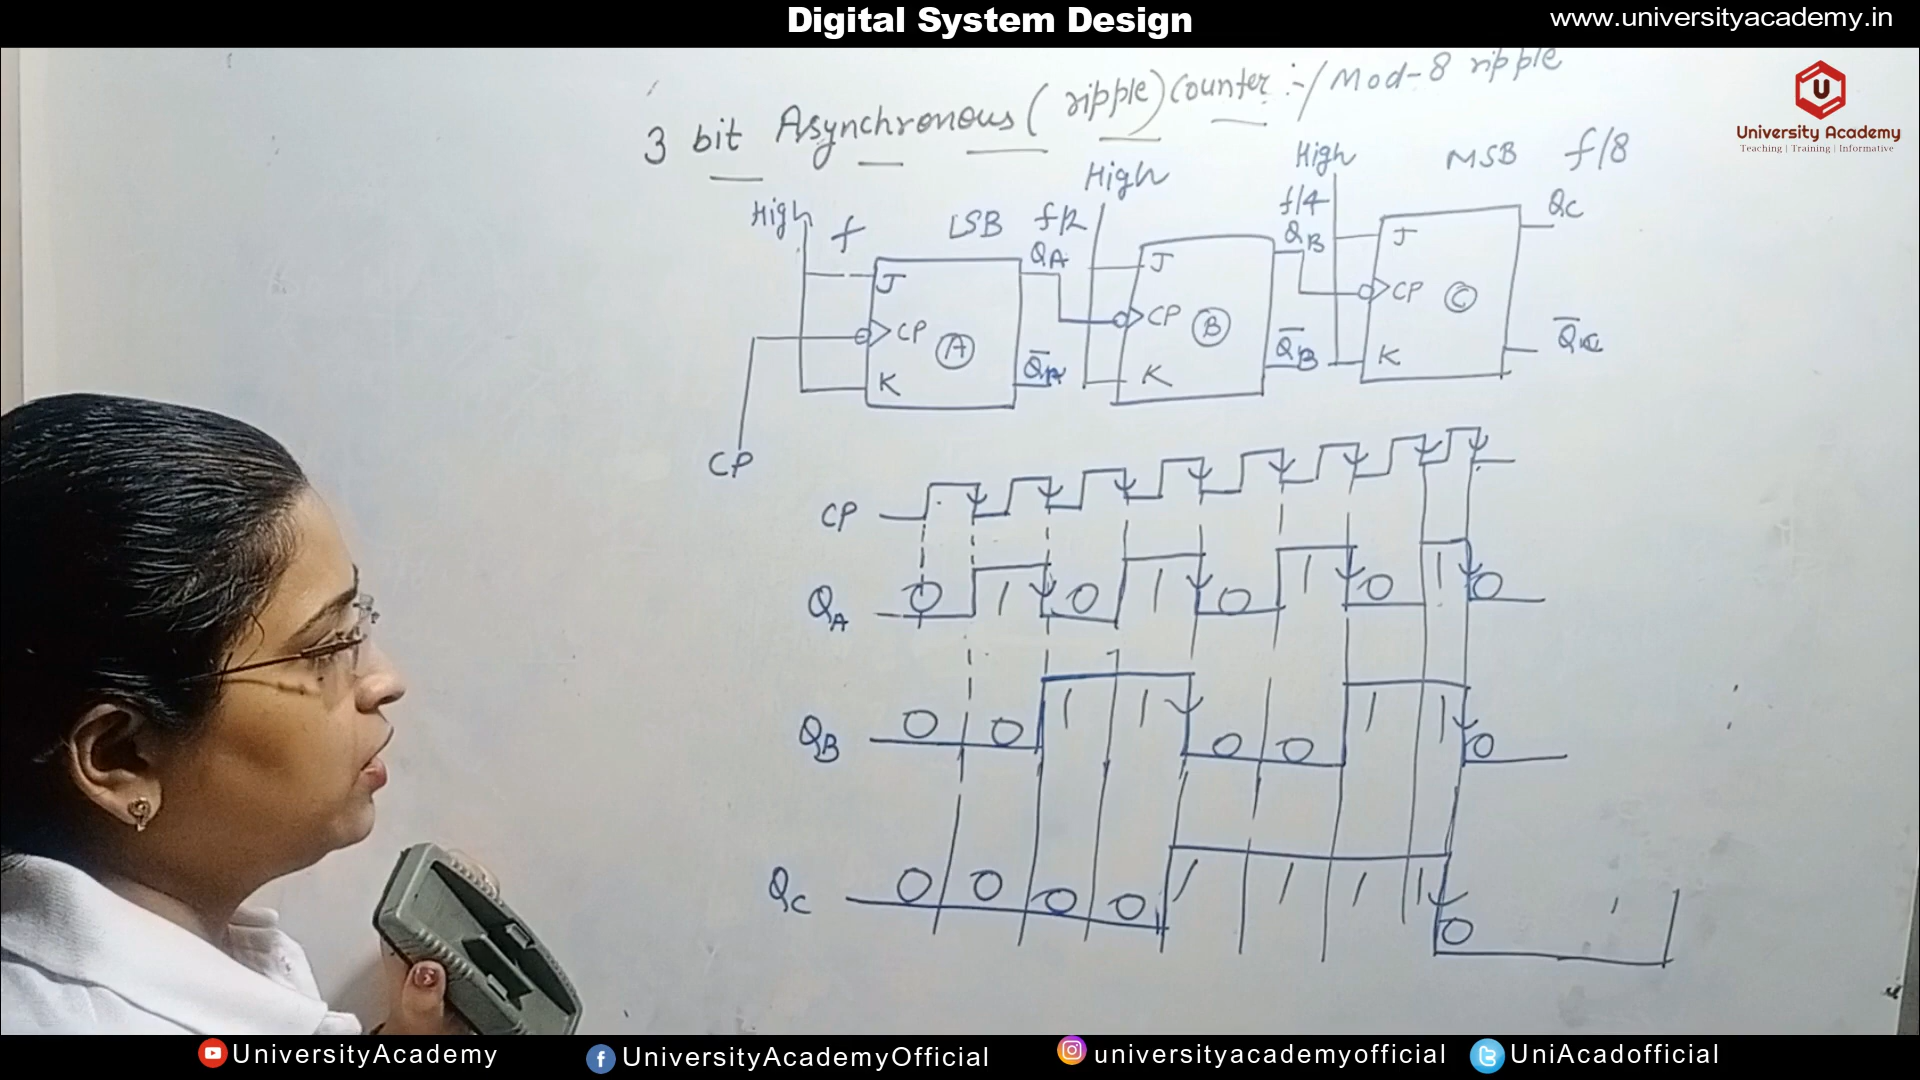 Digital System Design
www.universityacademy.in
U
University Academy
Teaching | Training | Informative
3 bit Asynchronous (ripple) Counter :-/ Mod-8 ripple
High f LSB f/2 High f/4 High MSB f/8
J CP K A QA Q̅A
J CP K B QB Q̅B
J CP K C QC Q̅C
CP
CP
QA 0 1 0 1 0 1 0 1 0
QB 0 0 1 1 0 0 1 1 0
QC 0 0 0 0 1 1 1 1 0
UniversityAcademy
UniversityAcademyOfficial
universityacademyofficial
UniAcadofficial